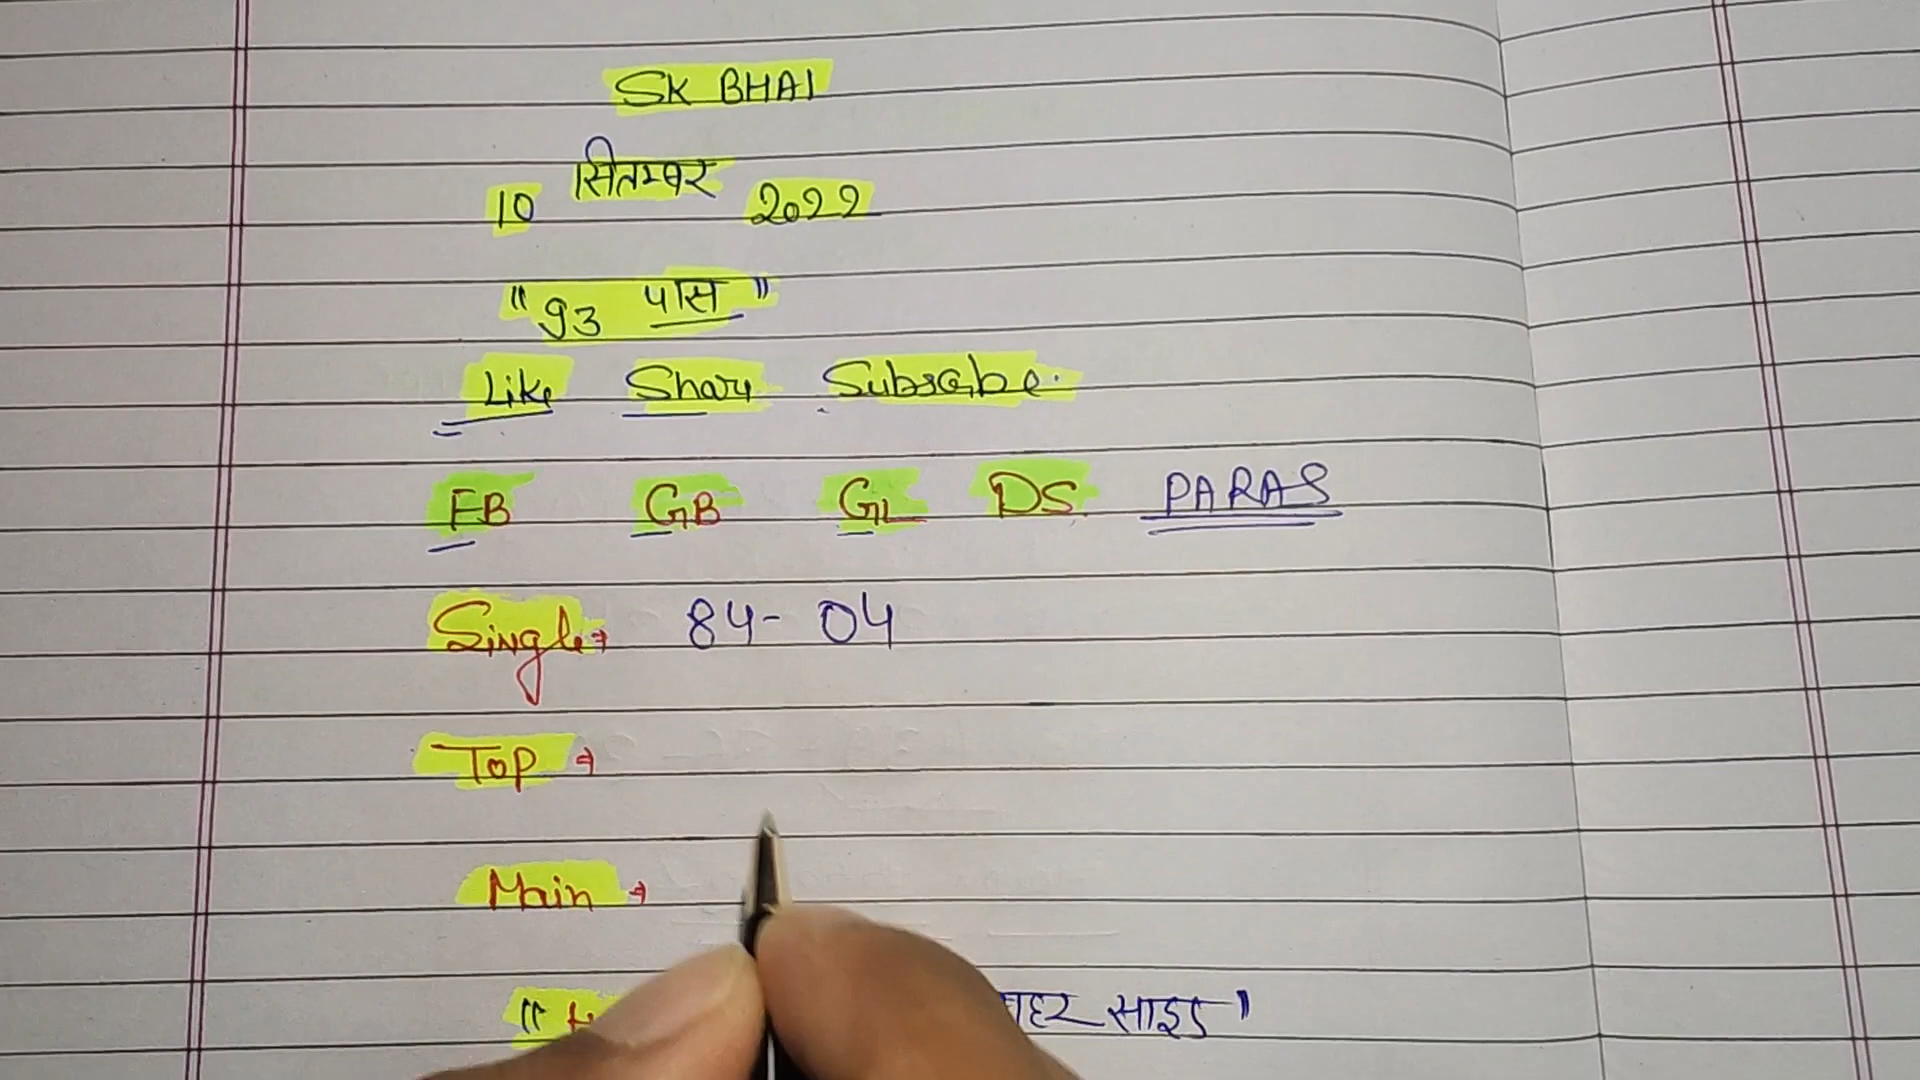 SK BHAI
10 सितम्बर 2022
"93 पास"
Like Share Subscribe.
FB GB GL DS PARAS
Single→ 84- 04
Top →
Main →
साइड"